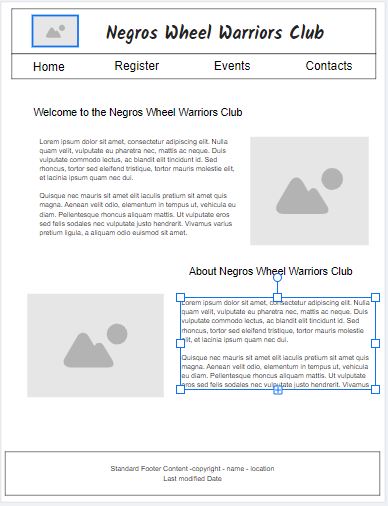 Negros Wheel Warriors Club
Home Register Events Contacts
Welcome to the Negros Wheel Warriors Club
Lorem ipsum dolor sit amet, consectetur adipiscing elit. Nulla
quam velit, vulputate eu pharetra nec, mattis ac neque. Duis
vulputate commodo lectus, ac blandit elit tincidunt id. Sed
rhoncus, tortor sed eleifend tristique, tortor mauris molestie elit,
et lacinia ipsum quam nec dui.
Quisque nec mauris sit amet elit iaculis pretium sit amet quis
magna. Aenean velit odio, elementum in tempus ut, vehicula eu
diam. Pellentesque rhoncus aliquam mattis. Ut vulputate eros
sed felis sodales nec vulputate justo hendrerit. Vivamus varius
pretium ligula, a aliquam odio euismod sit amet.
About Negros Wheel Warriors Club
Lorem ipsum dolor sit amet, consectetur adipiscing elit. Nulla
quam velit, vulputate eu pharetra nec, mattis ac neque. Duis
vulputate commodo lectus, ac blandit elit tincidunt id. Sed
rhoncus, tortor sed eleifend tristique, tortor mauris molestie
elit, et lacinia ipsum quam nec dui.
Quisque nec mauris sit amet elit iaculis pretium sit amet quis
magna. Aenean velit odio, elementum in tempus ut, vehicula
eu diam. Pellentesque rhoncus aliquam mattis. Ut vulputate
eros sed felis sodales nec vulputate justo hendrerit. Vivamus
Standard Footer Content -copyright - name - location
Last modified Date